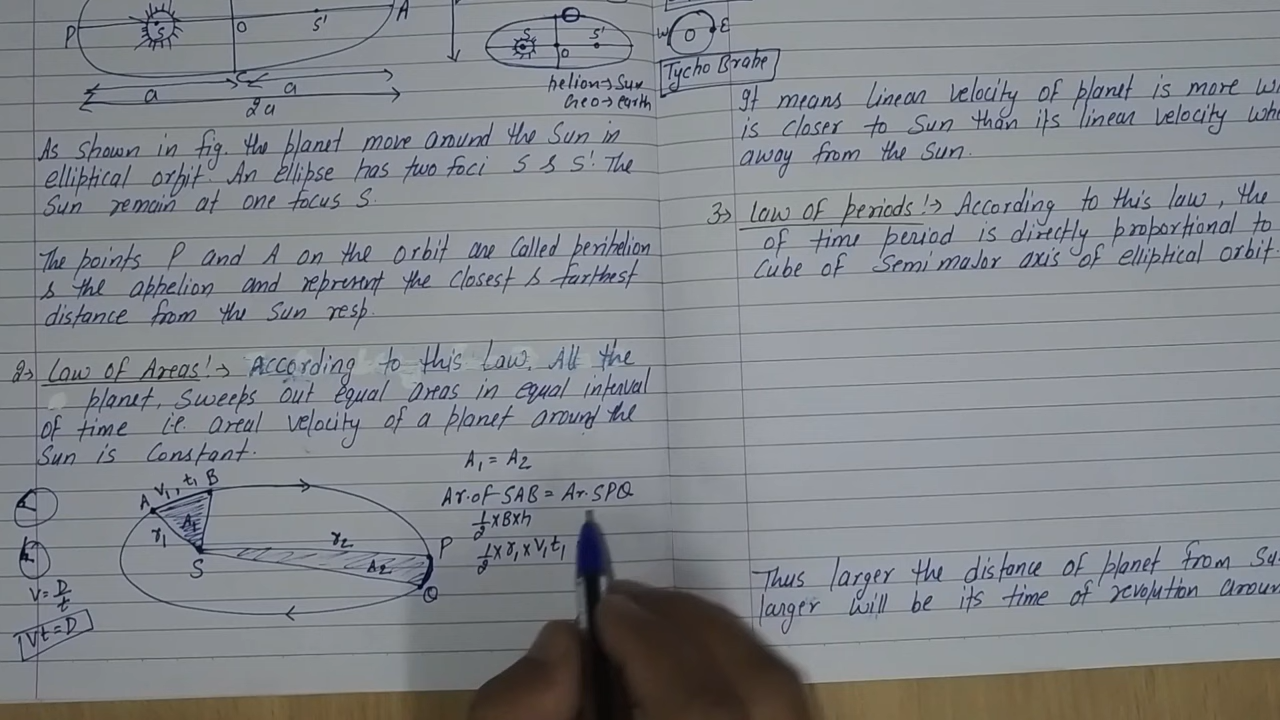 P
S
O
S'
A
C
a
a
2a
S
O
S'
helion→Sun
Geo→earth
W
O
E
Tycho Brabe
As shown in fig. the planet move around the Sun in
elliptical orbit. An ellipse has two foci S & S'. The
Sun remain at one focus S.
The points P and A on the orbit are called perihelion
& the aphelion and represent the closest & farthest
distance from the Sun resp.
2→ Law of Areas!→ According to this Law. All the
planet, sweeps out equal areas in equal interval
of time i.e. areal velocity of a planet around the
Sun is Constant.
A₁ = A₂
Ar. of SAB = Ar. SPQ
1/2 × B × h
1/2 × r₁ × V₁t₁
V₁, t₁
A
B
A₁
r₁
S
r₂
A₂
P
Q
V = D/t
Vt = D
It means linear velocity of planet is more
is closer to Sun than its linear velocity
away from the Sun.
3→ Law of periods!→ According to this law, the
of time period is directly proportional to
Cube of Semi major axis of elliptical orbit
Thus larger the distance of planet from
larger will be its time of revolution